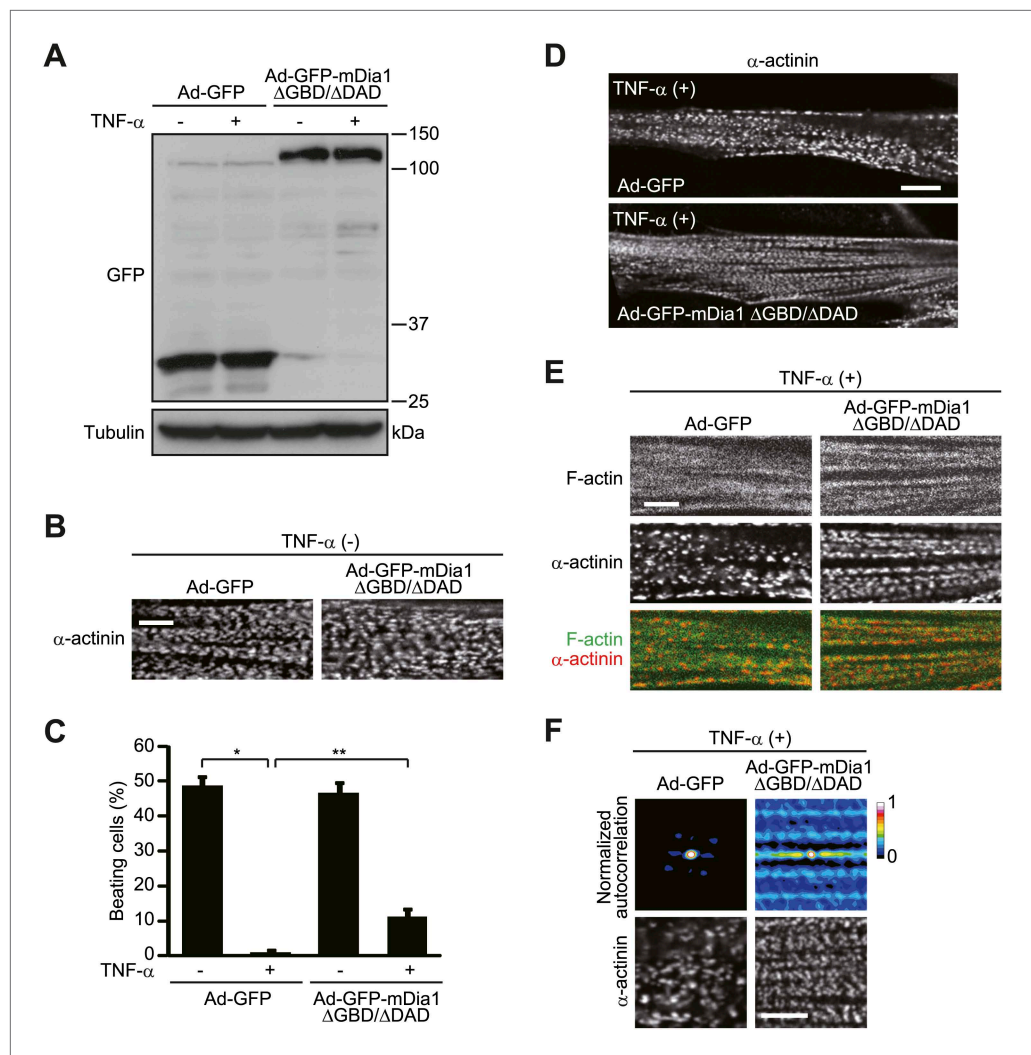 A
Ad-GFP
Ad-GFP-mDia1
ΔGBD/ΔDAD
TNF-α
- + - +
150
100
GFP
37
25
Tubulin
kDa
B
TNF-α (-)
Ad-GFP
Ad-GFP-mDia1
ΔGBD/ΔDAD
α-actinin
C
Beating cells (%)
60
50
40
30
20
10
0
* **
TNF-α
- + - +
Ad-GFP
Ad-GFP-mDia1
ΔGBD/ΔDAD
D
α-actinin
TNF-α (+)
Ad-GFP
TNF-α (+)
Ad-GFP-mDia1 ΔGBD/ΔDAD
E
TNF-α (+)
Ad-GFP
Ad-GFP-mDia1
ΔGBD/ΔDAD
F-actin
α-actinin
F-actin
α-actinin
F
TNF-α (+)
Ad-GFP
Ad-GFP-mDia1
ΔGBD/ΔDAD
Normalized
autocorrelation
1
0
α-actinin